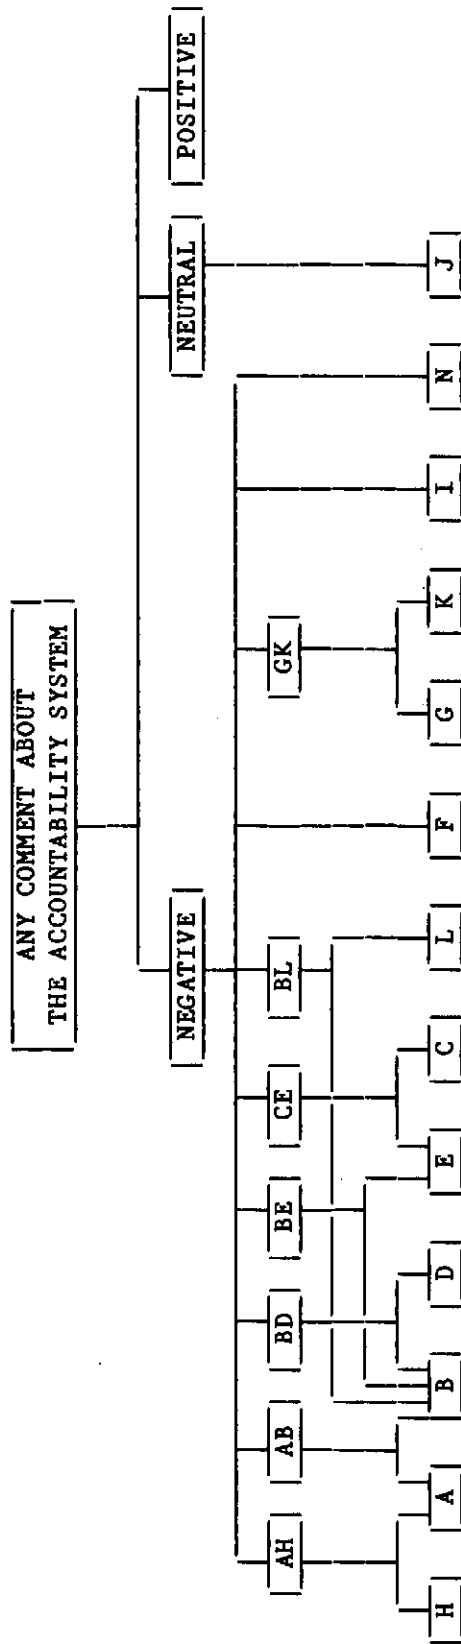 ANY COMMENT ABOUT
THE ACCOUNTABILITY SYSTEM
NEGATIVE
NEUTRAL
POSITIVE
AH
AB
BD
BE
CE
BL
GK
H
A
B
D
E
C
L
F
G
K
I
N
J